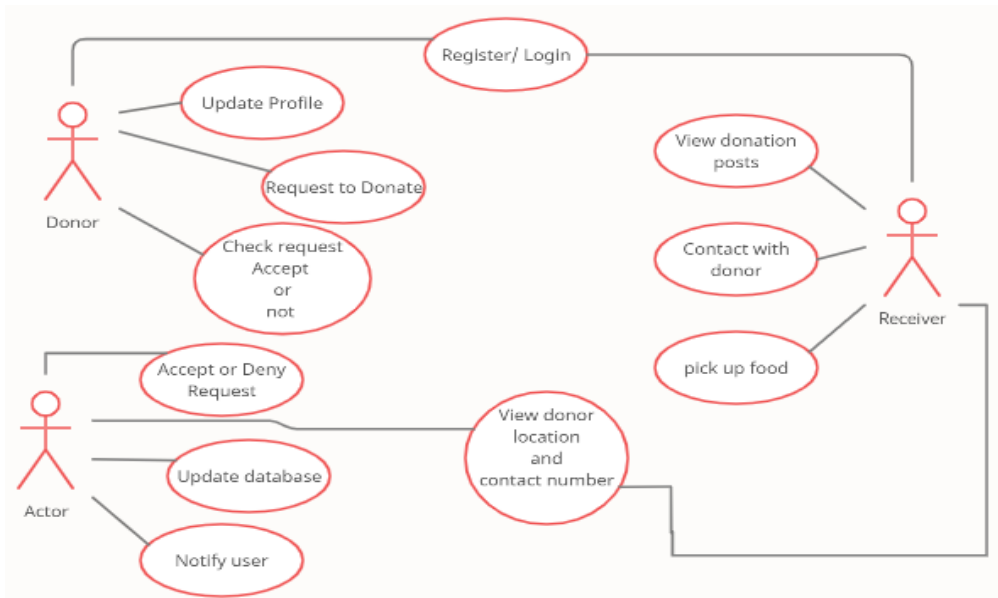 Register/ Login
Update Profile
Request to Donate
Donor
Check request
Accept
or
not
View donation
posts
Contact with
donor
Receiver
pick up food
Accept or Deny
Request
View donor
location
and
contact number
Update database
Actor
Notify user